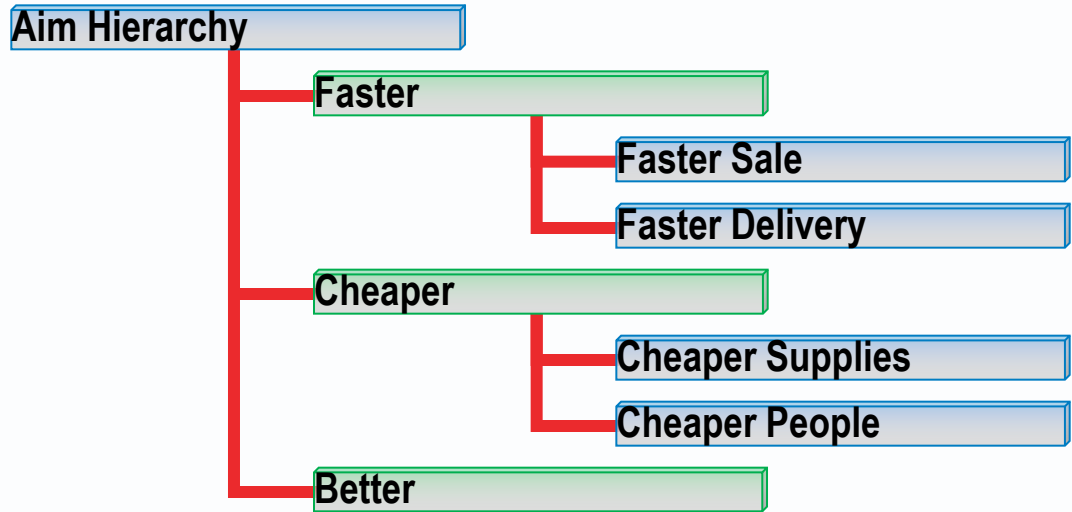 Aim Hierarchy
Faster
Faster Sale
Faster Delivery
Cheaper
Cheaper Supplies
Cheaper People
Better